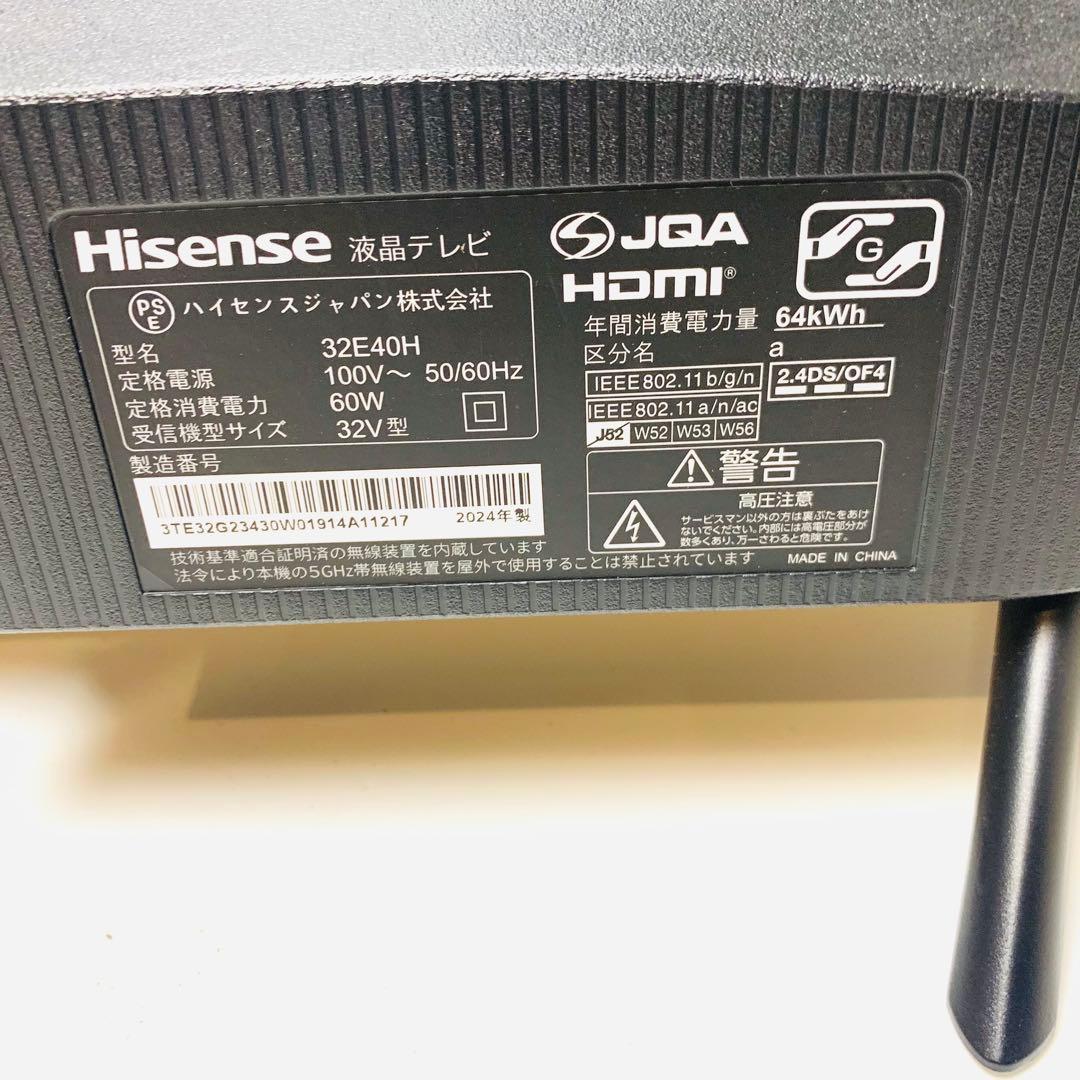 Hisense 液晶テレビ
PSE ハイセンスジャパン株式会社
型名 32E40H
定格電源 100V～ 50/60Hz
定格消費電力 60W
受信機型サイズ 32V型
製造番号
3TE32G23430W01914A11217 2024年製
技術基準適合証明済の無線装置を内蔵しています
法令により本機の5GHz帯無線装置を屋外で使用することは禁止されています
JQA
HDMI®
G
年間消費電力量 64kWh
区分名 a
IEEE802.11b/g/n
2.4DS/OF4
IEEE802.11a/n/ac
J52 W52 W53 W56
警告
高圧注意
サービスマン以外の方は裏ぶたをあけ
ないでください。内部には高電圧部分が
数多くあり、万一さわると危険です。
MADE IN CHINA